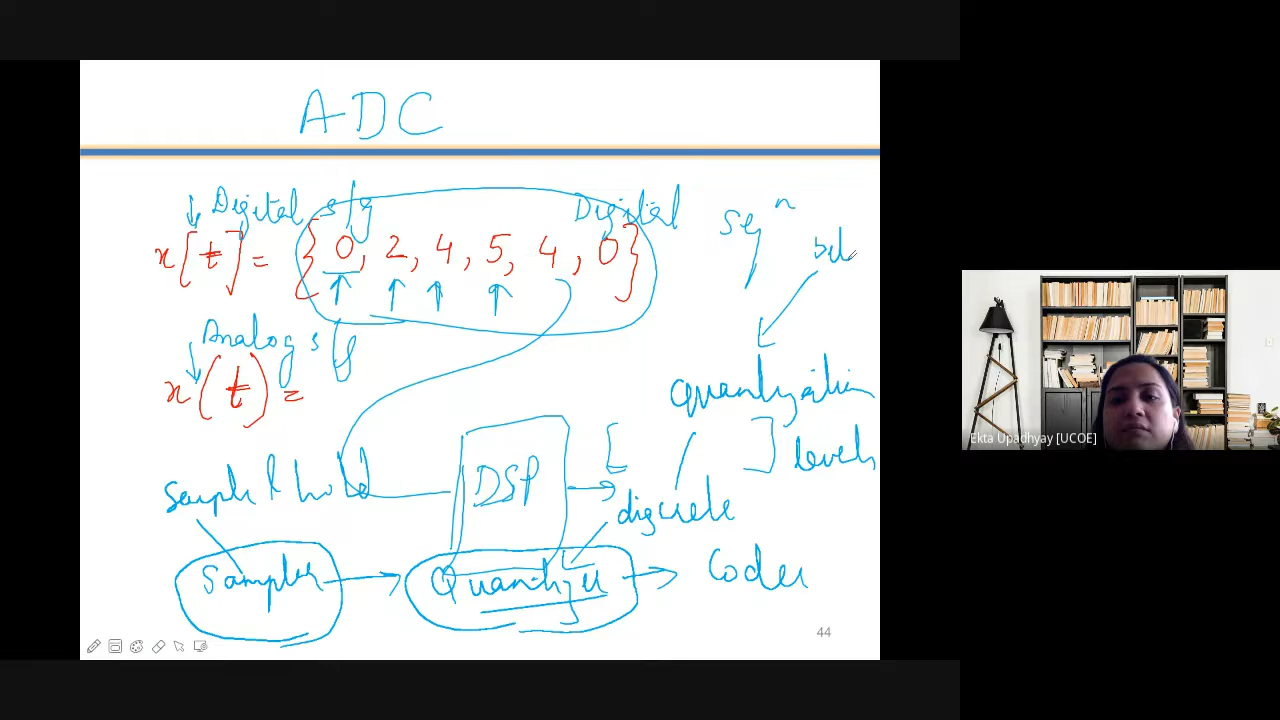 ADC
Digital sig Digital
x[t] = { 0, 2, 4, 5, 4, 0 }
seqn
Analog sig
x(t) =
Quantization
levels
Sample & hold
DSP
discrete
Sampler
Quantizer
Coder
44
Ekta Upadhyay [UCOE]